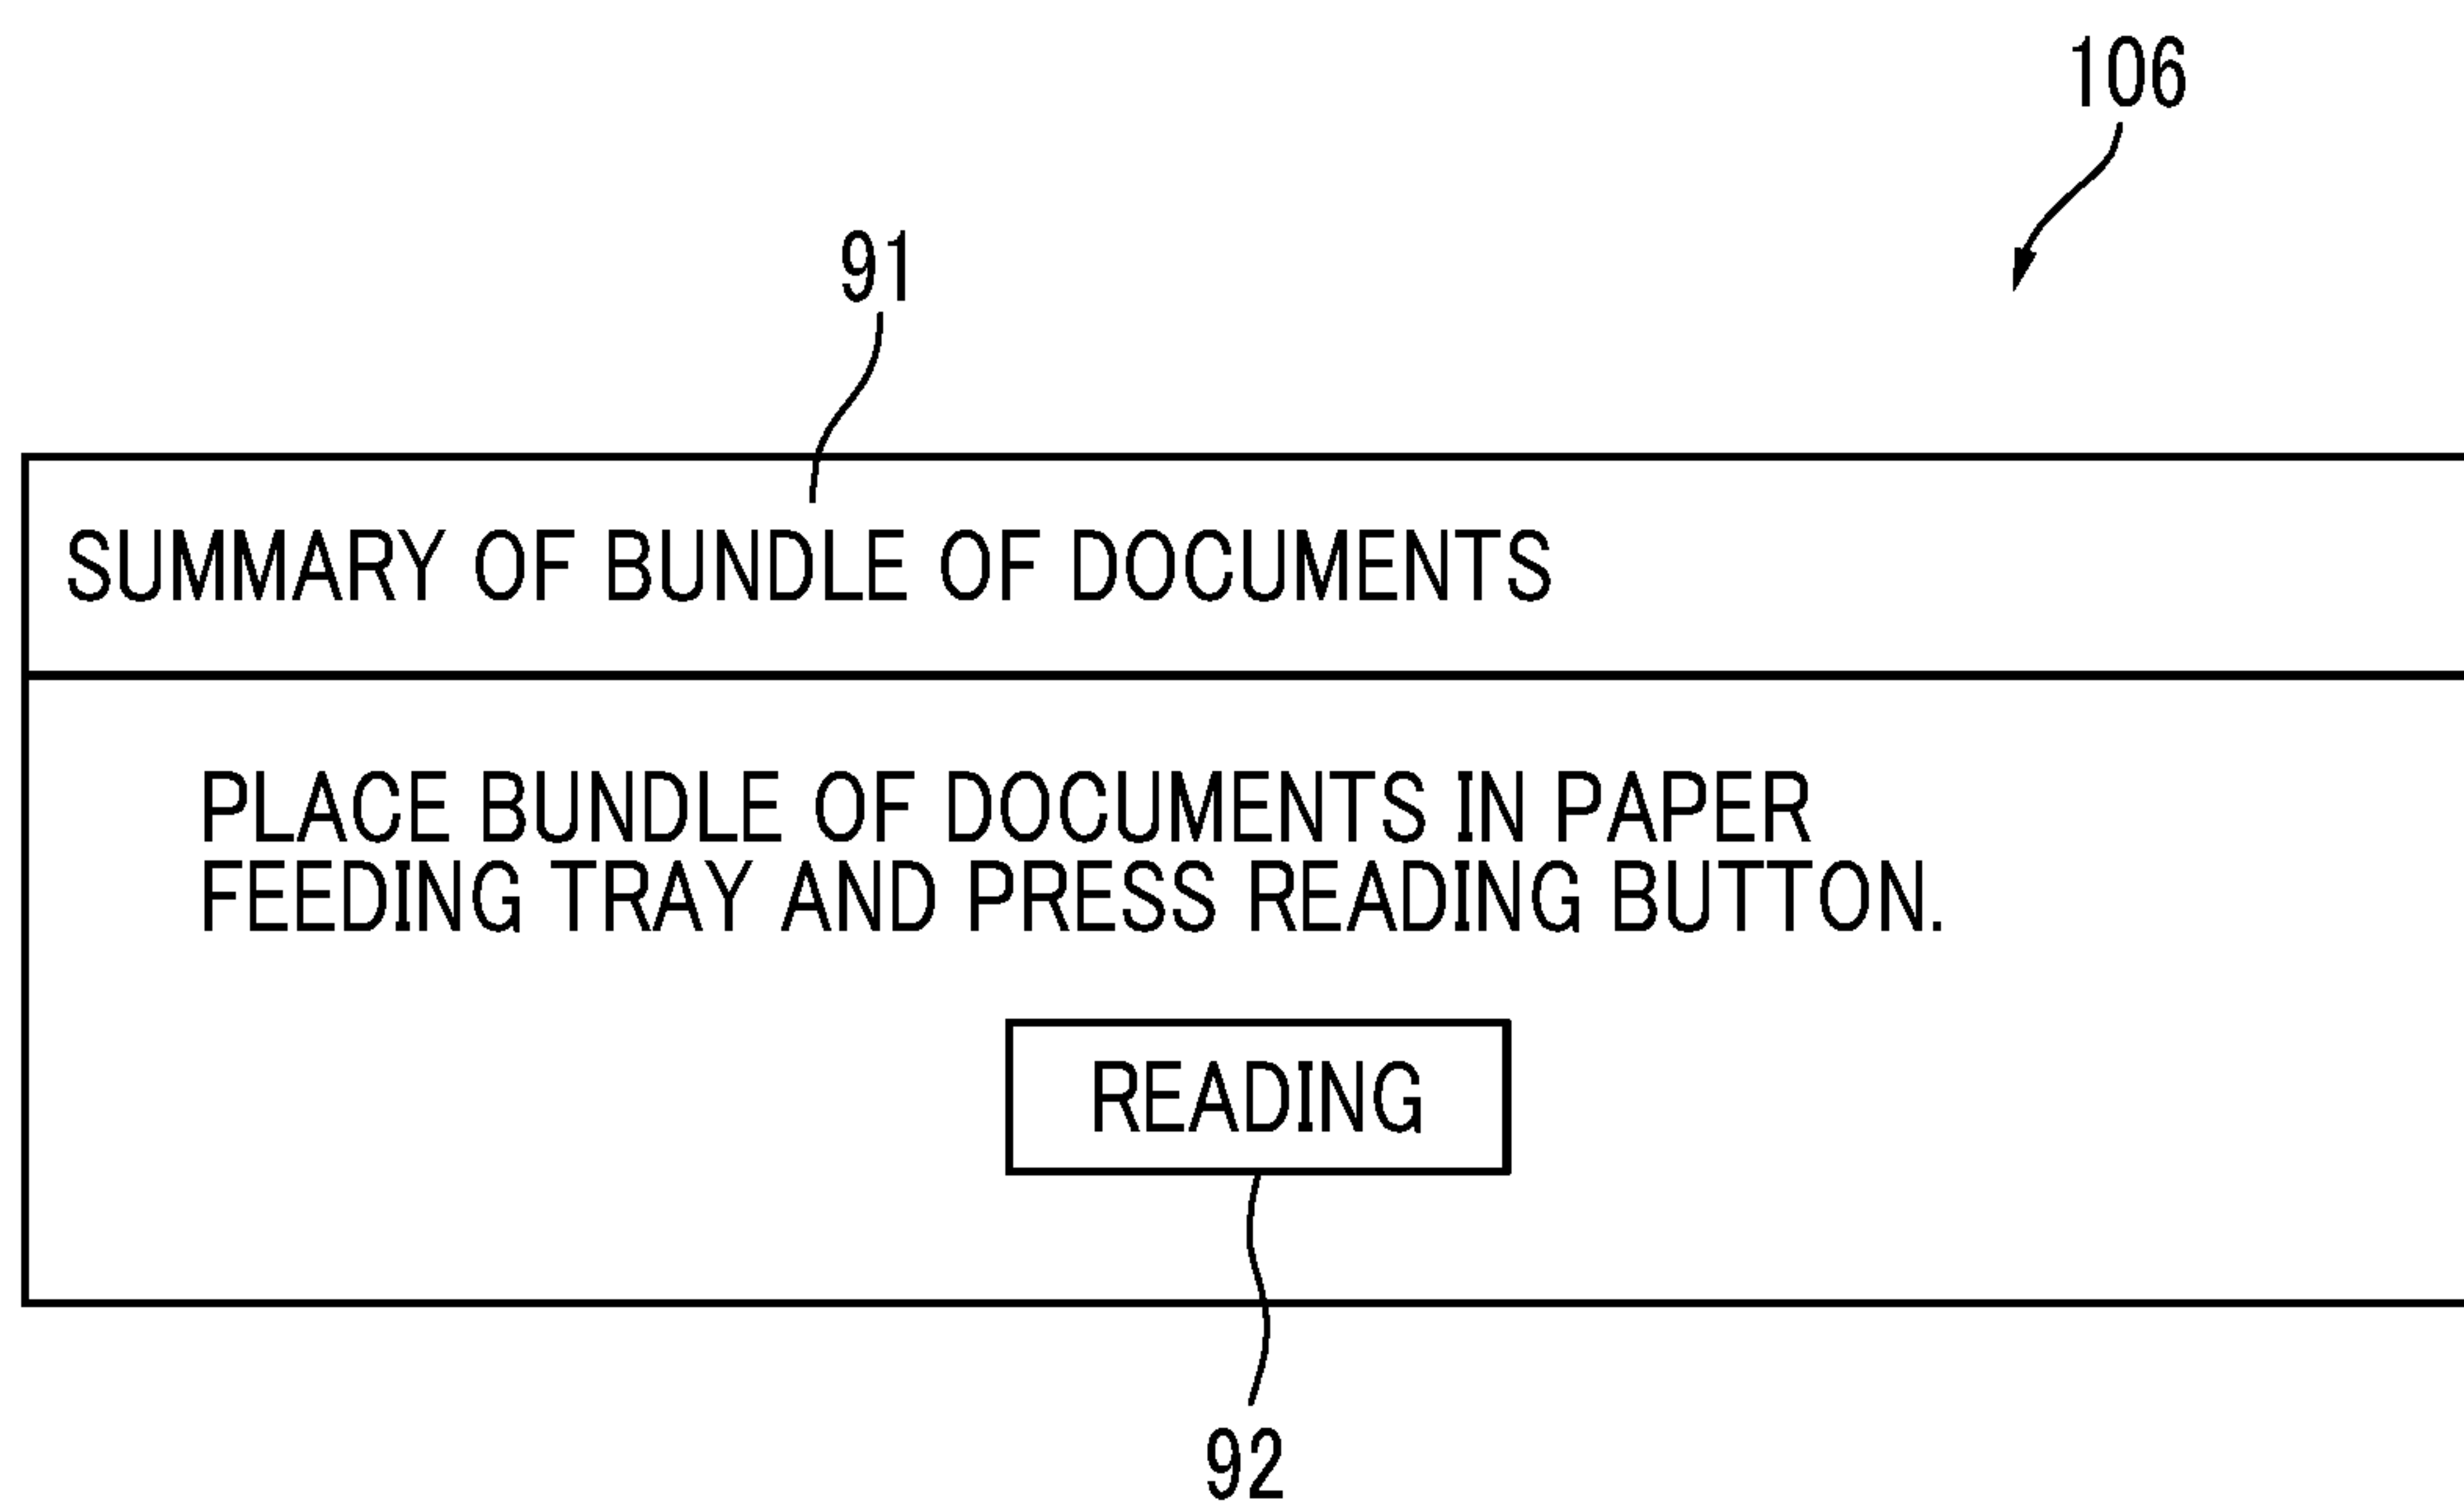 106
91
SUMMARY OF BUNDLE OF DOCUMENTS
PLACE BUNDLE OF DOCUMENTS IN PAPER
FEEDING TRAY AND PRESS READING BUTTON.
READING
92